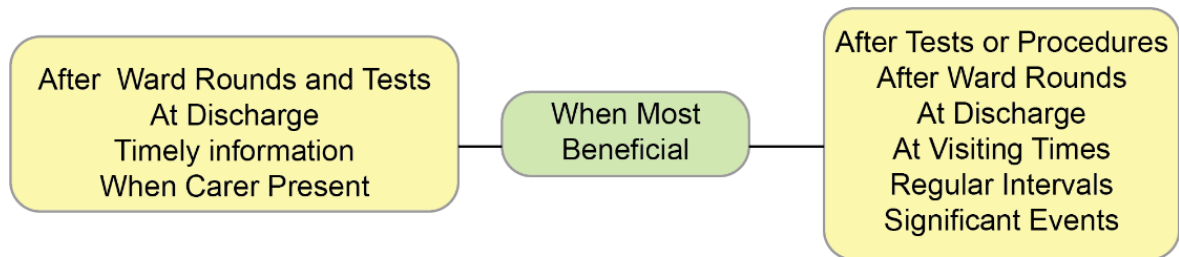 After Ward Rounds and Tests
At Discharge
Timely information
When Carer Present
When Most
Beneficial
After Tests or Procedures
After Ward Rounds
At Discharge
At Visiting Times
Regular Intervals
Significant Events